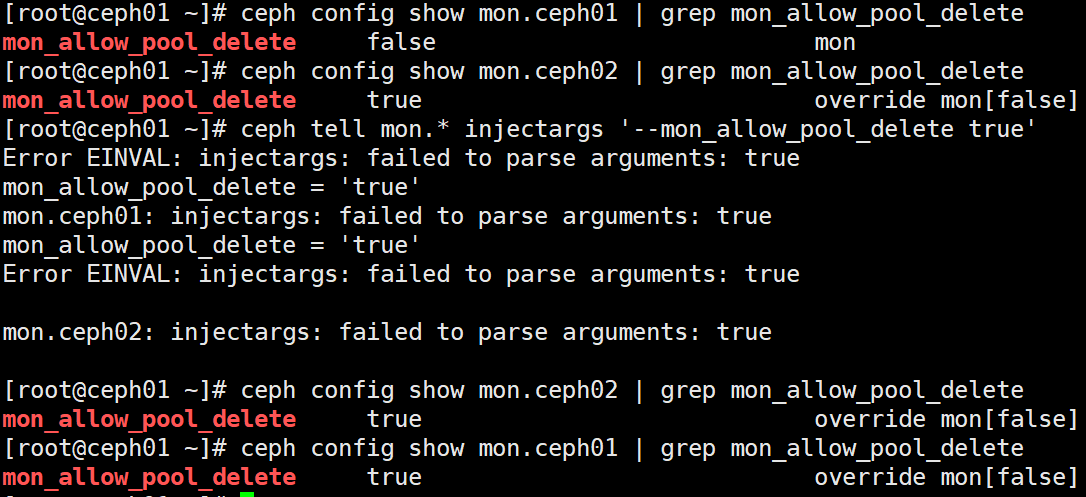 [root@ceph01 ~]# ceph config show mon.ceph01 | grep mon_allow_pool_delete
mon_allow_pool_delete     false                           mon
[root@ceph01 ~]# ceph config show mon.ceph02 | grep mon_allow_pool_delete
mon_allow_pool_delete     true                            override mon[false]
[root@ceph01 ~]# ceph tell mon.* injectargs '--mon_allow_pool_delete true'
Error EINVAL: injectargs: failed to parse arguments: true
mon_allow_pool_delete = 'true'
mon.ceph01: injectargs: failed to parse arguments: true
mon_allow_pool_delete = 'true'
Error EINVAL: injectargs: failed to parse arguments: true
mon.ceph02: injectargs: failed to parse arguments: true
[root@ceph01 ~]# ceph config show mon.ceph02 | grep mon_allow_pool_delete
mon_allow_pool_delete     true                            override mon[false]
[root@ceph01 ~]# ceph config show mon.ceph01 | grep mon_allow_pool_delete
mon_allow_pool_delete     true                            override mon[false]